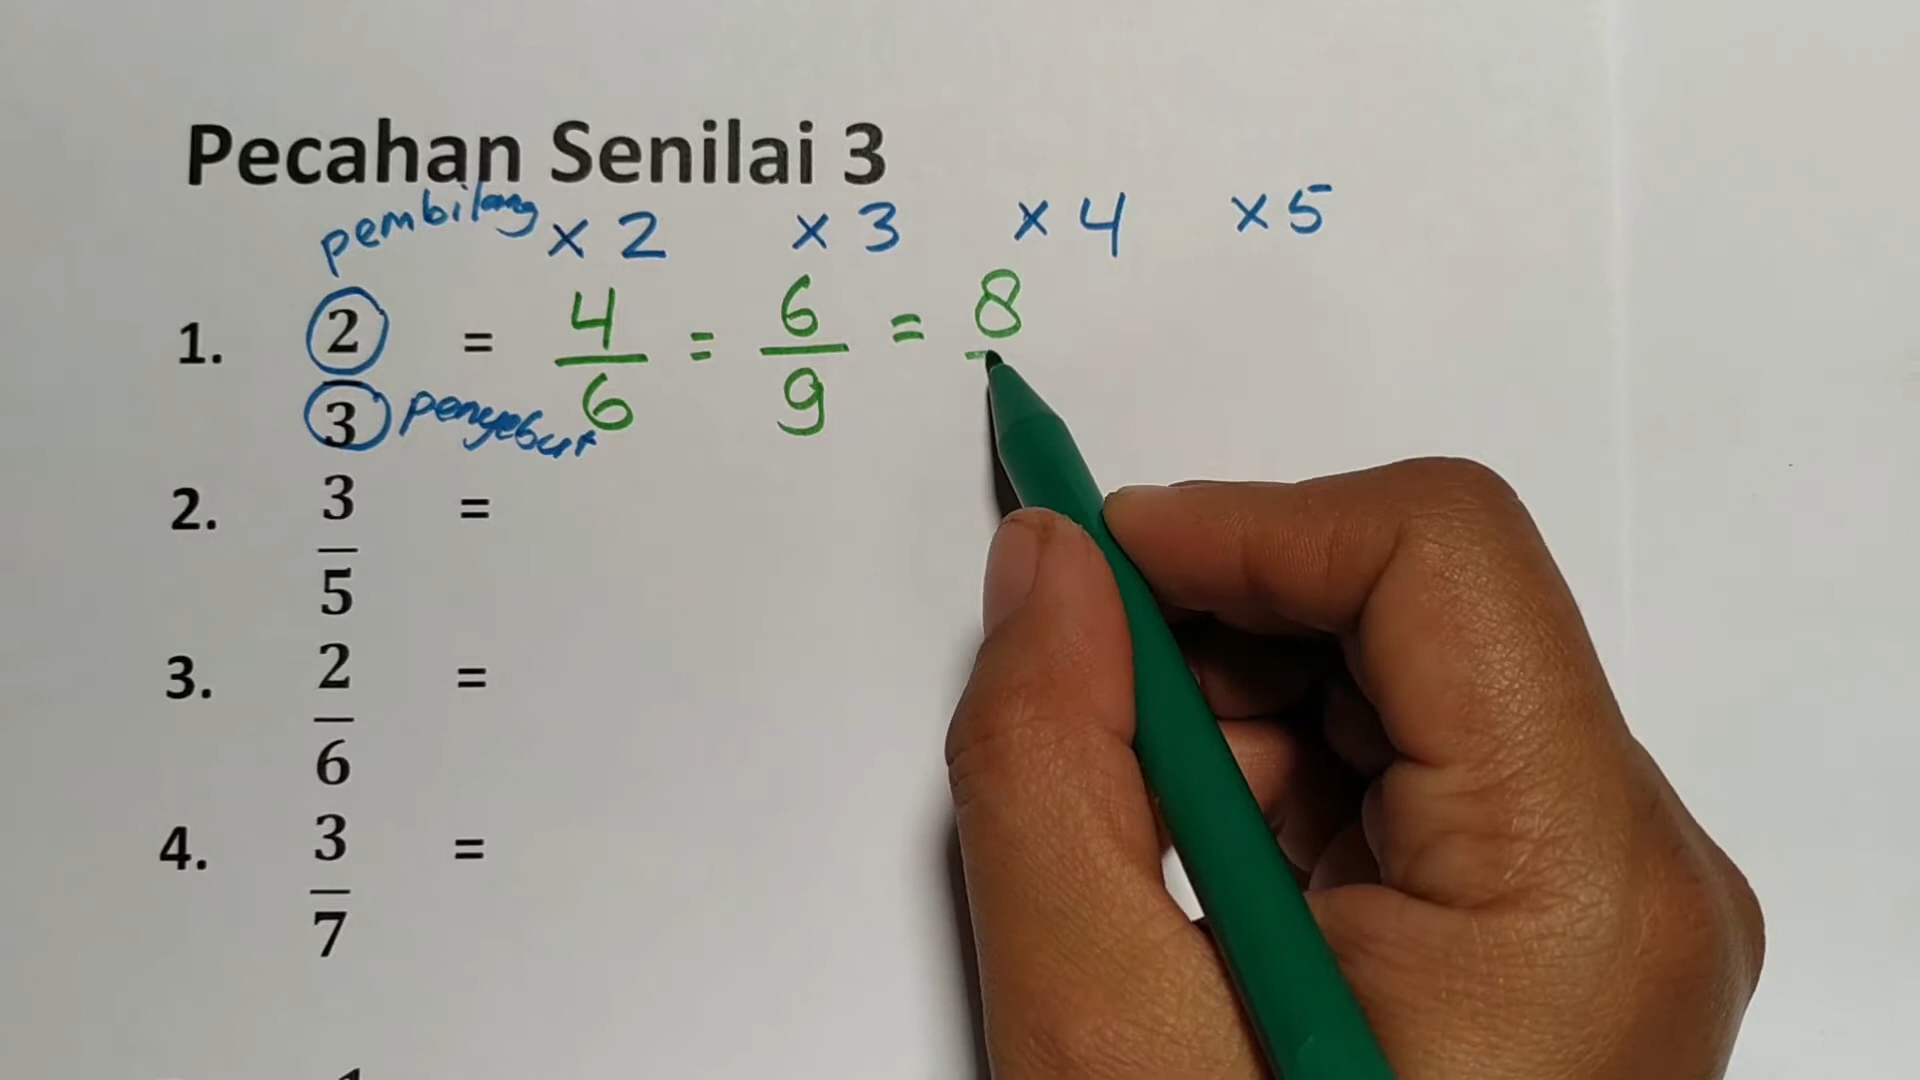 Pecahan Senilai 3
pembilang × 2 × 3 × 4 × 5
1. 2/3 = 4/6 = 6/9 = 8
penyebut
2. 3/5 =
3. 2/6 =
4. 3/7 =